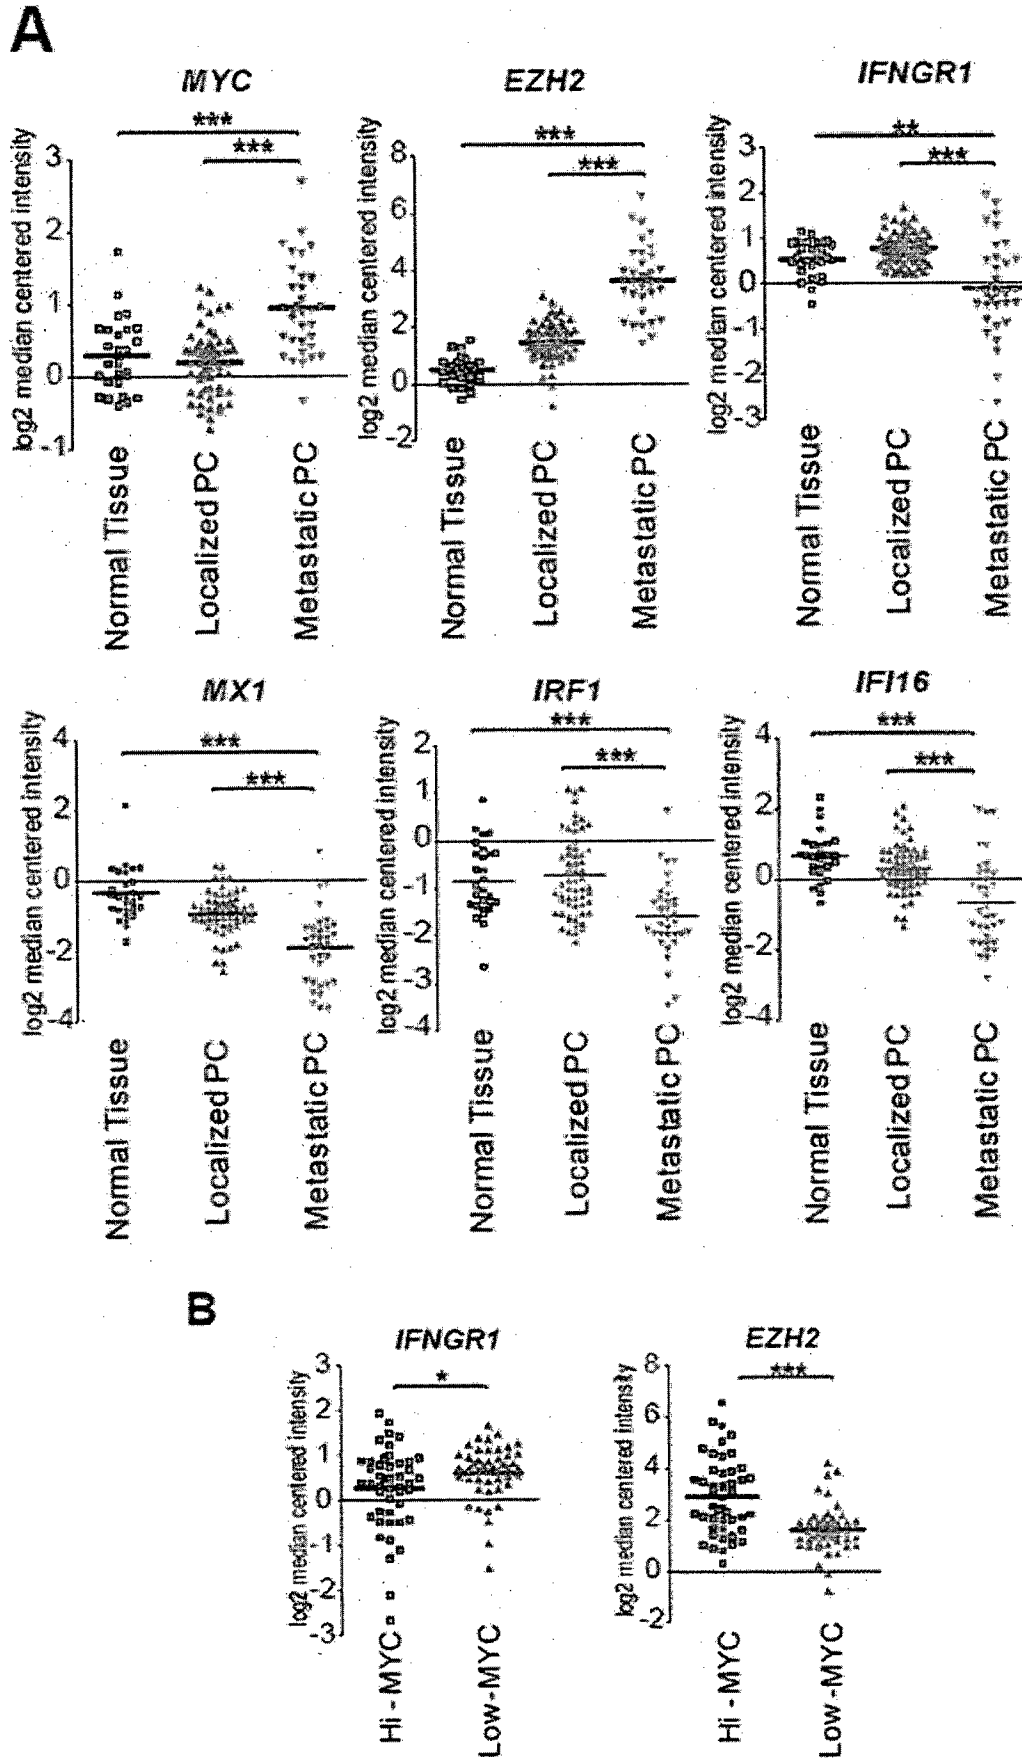 A
MYC
EZH2
IFNGR1
***
***
log2 median centered intensity
3
2
1
0
-1
Normal Tissue
Localized PC
Metastatic PC
***
***
log2 median centered intensity
8
6
4
2
0
-2
Normal Tissue
Localized PC
Metastatic PC
**
***
log2 median centered intensity
3
2
1
0
-1
-2
-3
Normal Tissue
Localized PC
Metastatic PC
MX1
IRF1
IFI16
***
***
log2 median centered intensity
4
2
0
-2
-4
Normal Tissue
Localized PC
Metastatic PC
***
***
log2 median centered intensity
2
1
0
-1
-2
-3
-4
Normal Tissue
Localized PC
Metastatic PC
***
***
log2 median centered intensity
4
2
0
-2
-4
Normal Tissue
Localized PC
Metastatic PC
B
IFNGR1
EZH2
*
log2 median centered intensity
3
2
1
0
-1
-2
-3
Hi - MYC
Low-MYC
***
log2 median centered intensity
8
6
4
2
0
-2
Hi - MYC
Low-MYC